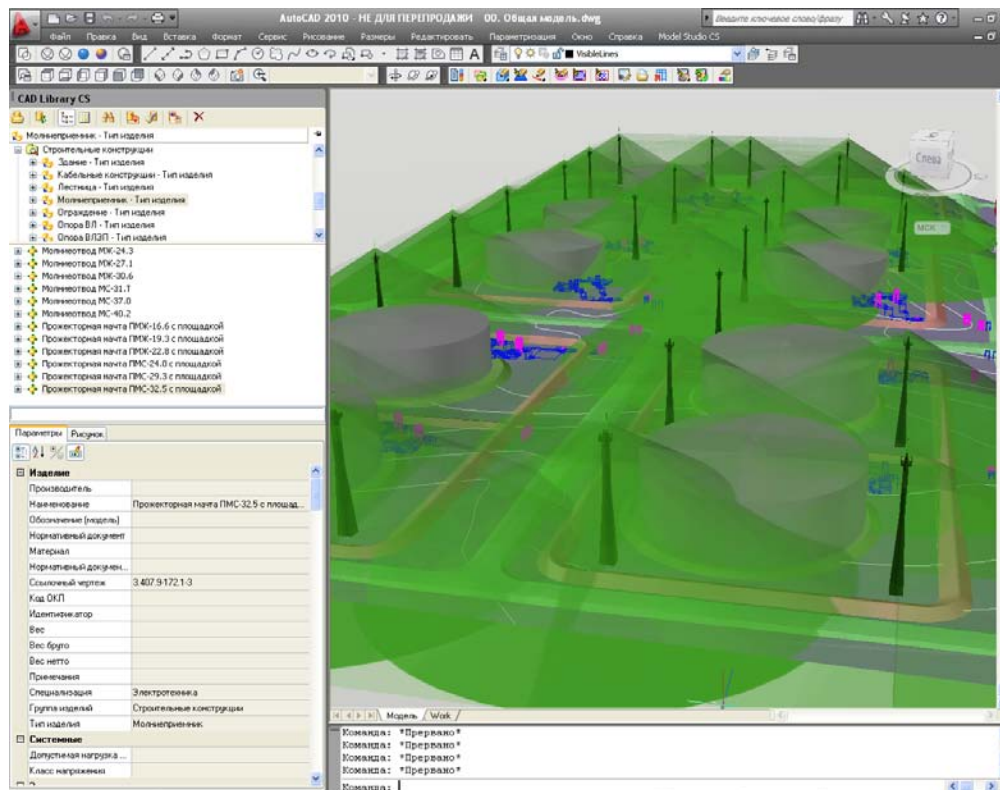 AutoCAD 2010 - НЕ ДЛЯ ПЕРЕПРОДАЖИ 00. Общая модель.dwg
Введите ключевое слово/фразу
Файл Правка Вид Вставка Формат Сервис Рисование Размеры Редактировать Параметризация Окно Справка Model Studio CS
VisibleLines
CAD Library CS
Молниеприемник - Тип изделия
Строительные конструкции
Здание - Тип изделия
Кабельные конструкции - Тип изделия
Лестница - Тип изделия
Молниеприемник - Тип изделия
Ограждение - Тип изделия
Опора ВЛ - Тип изделия
Опора ВЛЭП - Тип изделия
Молниеотвод МЖ-24.3
Молниеотвод МЖ-27.1
Молниеотвод МЖ-30.6
Молниеотвод МС-31.Т
Молниеотвод МС-37.0
Молниеотвод МС-40.2
Прожекторная мачта ПМЖ-16.6 с площадкой
Прожекторная мачта ПМЖ-19.3 с площадкой
Прожекторная мачта ПМЖ-22.8 с площадкой
Прожекторная мачта ПМС-24.0 с площадкой
Прожекторная мачта ПМС-29.3 с площадкой
Прожекторная мачта ПМС-32.5 с площадкой
Слева
МСК
Параметры Рисунок
Изделие
Производитель
Наименование Прожекторная мачта ПМС-32.5 с площад...
Обозначение (модель)
Нормативный документ
Материал
Нормативный докумен...
Ссылочный чертеж 3.407.9-172.1-3
Код ОКП
Идентификатор
Вес
Вес бруто
Вес нетто
Примечания
Специализация Электротехника
Группа изделий Строительные конструкции
Тип изделия Молниеприемник
Системные
Допустимая нагрузка ...
Класс напряжения
Модель Work
Команда: *Прервано*
Команда: *Прервано*
Команда: *Прервано*
Команда: *Прервано*
Команда: